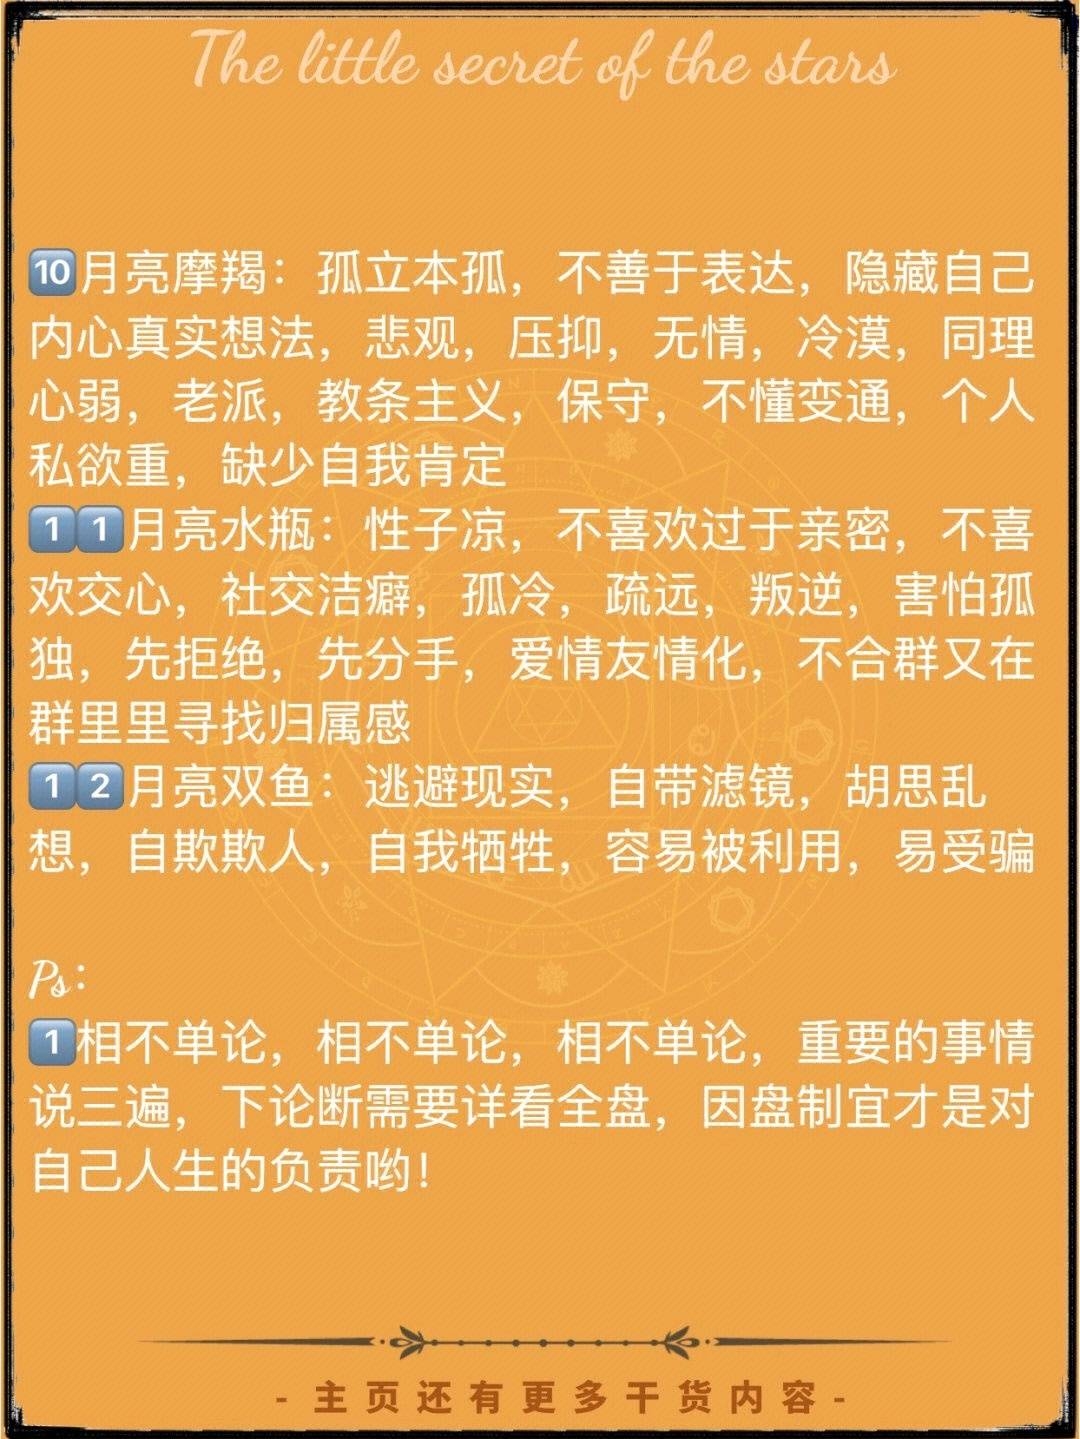 The little secret of the stars
🔟月亮摩羯：孤立本孤，不善于表达，隐藏自己
内心真实想法，悲观，压抑，无情，冷漠，同理
心弱，老派，教条主义，保守，不懂变通，个人
私欲重，缺少自我肯定
1️⃣1️⃣月亮水瓶：性子凉，不喜欢过于亲密，不喜
欢交心，社交洁癖，孤冷，疏远，叛逆，害怕孤
独，先拒绝，先分手，爱情友情化，不合群又在
群里里寻找归属感
1️⃣2️⃣月亮双鱼：逃避现实，自带滤镜，胡思乱
想，自欺欺人，自我牺牲，容易被利用，易受骗
Ps：
1️⃣相不单论，相不单论，相不单论，重要的事情
说三遍，下论断需要详看全盘，因盘制宜才是对
自己人生的负责哟！
- 主页还有更多干货内容 -